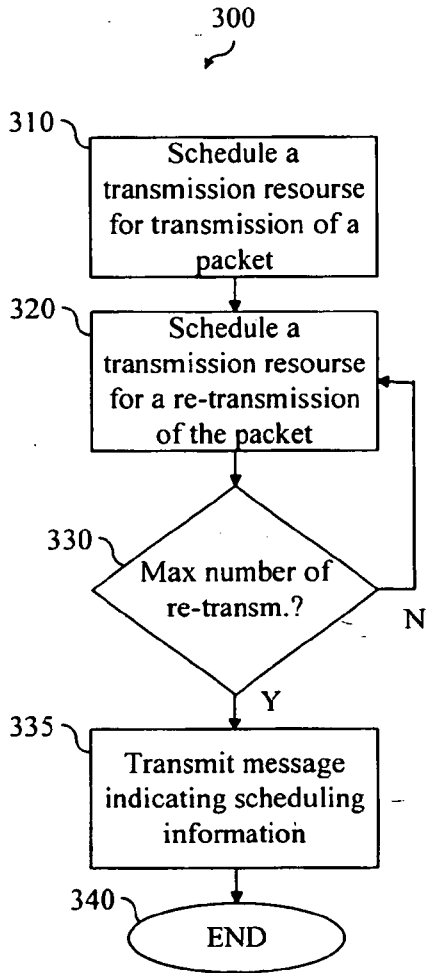 300
310
Schedule a
transmission resourse
for transmission of a
packet
320
Schedule a
transmission resourse
for a re-transmission
of the packet
330
Max number of
re-transm.?
N
Y
335
Transmit message
indicating scheduling
information
340
END